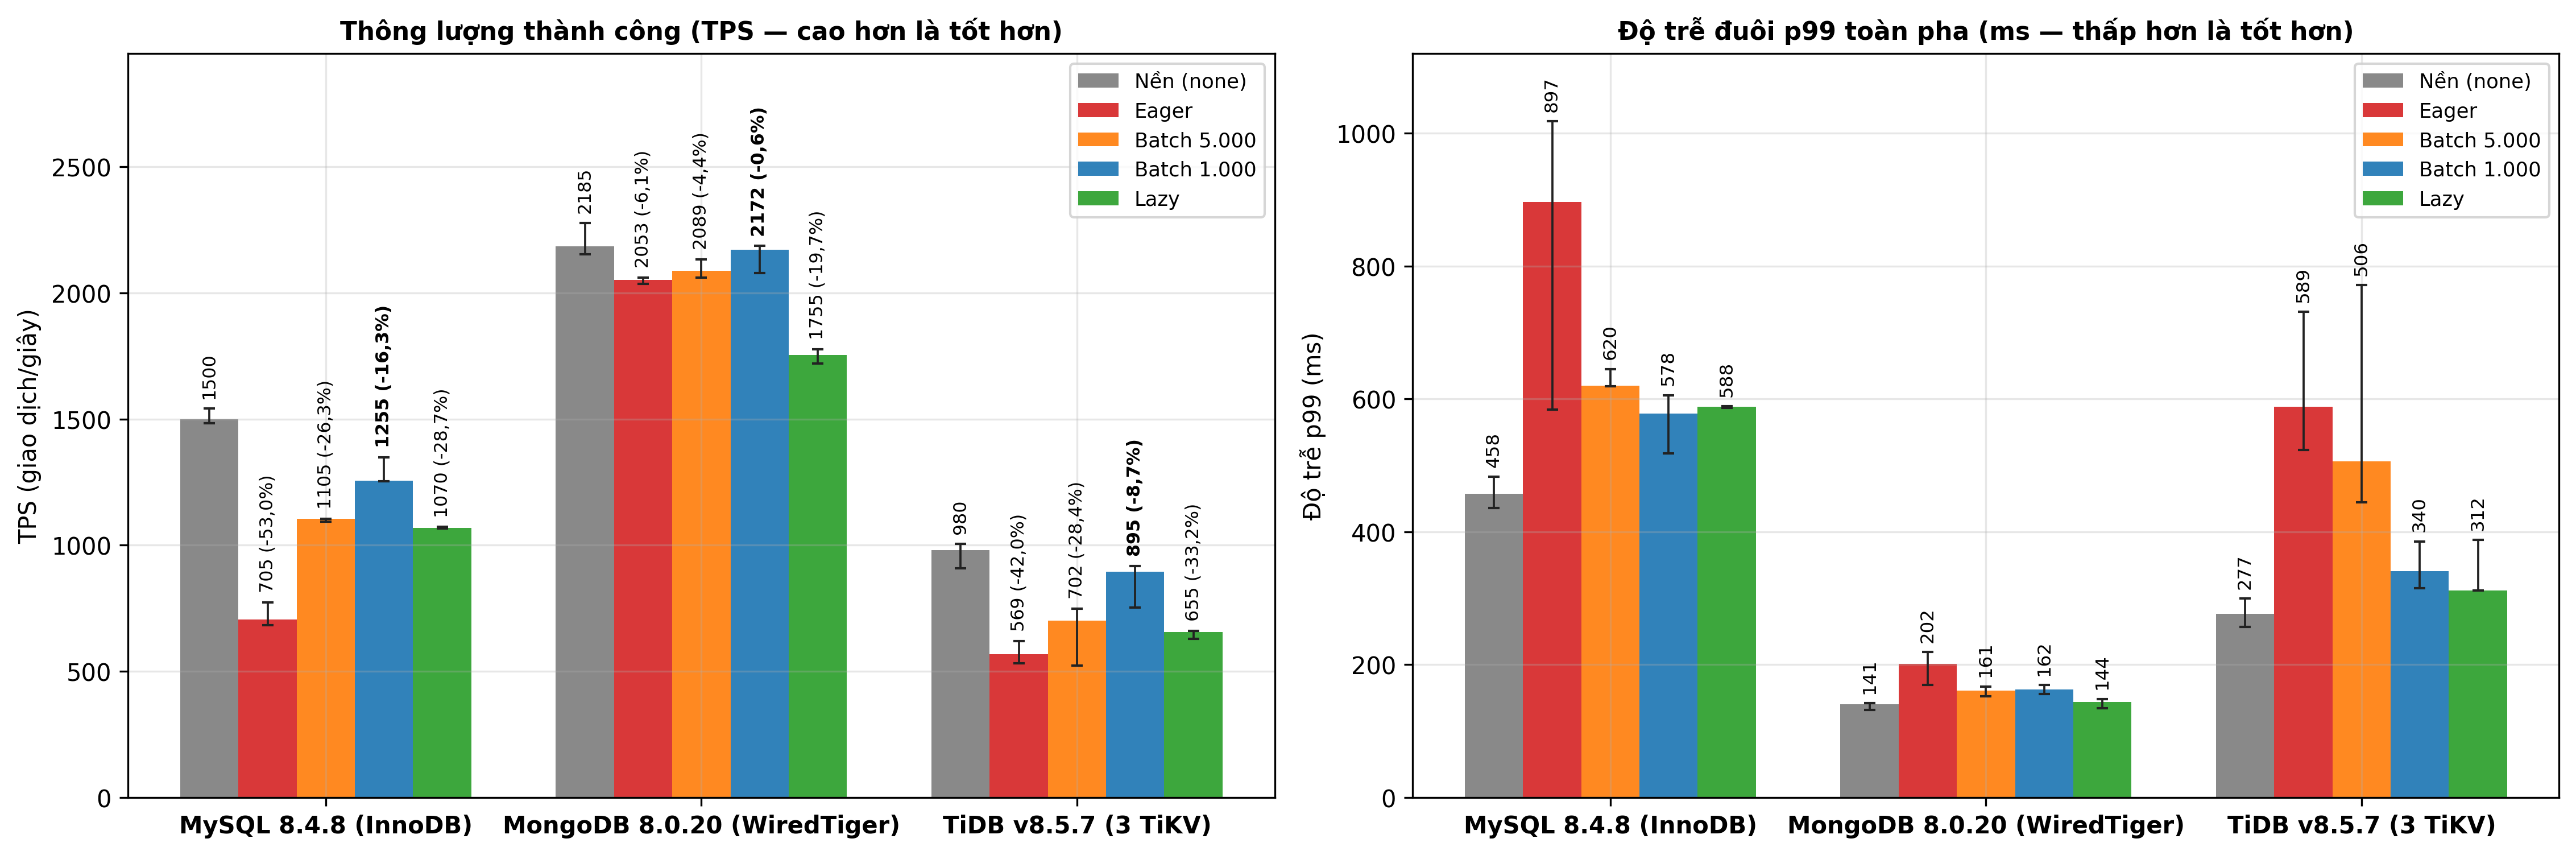 Thông lượng thành công (TPS — cao hơn là tốt hơn)
TPS (giao dịch/giây)
2500
2000
1500
1000
500
0
Nền (none)
Eager
Batch 5.000
Batch 1.000
Lazy
1500
705 (-53,0%)
1105 (-26,3%)
1255 (-16,3%)
1070 (-28,7%)
2185
2053 (-6,1%)
2089 (-4,4%)
2172 (-0,6%)
1755 (-19,7%)
980
569 (-42,0%)
702 (-28,4%)
895 (-8,7%)
655 (-33,2%)
MySQL 8.4.8 (InnoDB)
MongoDB 8.0.20 (WiredTiger)
TiDB v8.5.7 (3 TiKV)
Độ trễ đuôi p99 toàn pha (ms — thấp hơn là tốt hơn)
Độ trễ p99 (ms)
1000
800
600
400
200
0
Nền (none)
Eager
Batch 5.000
Batch 1.000
Lazy
458
897
620
578
588
141
202
161
162
144
277
589
506
340
312
MySQL 8.4.8 (InnoDB)
MongoDB 8.0.20 (WiredTiger)
TiDB v8.5.7 (3 TiKV)